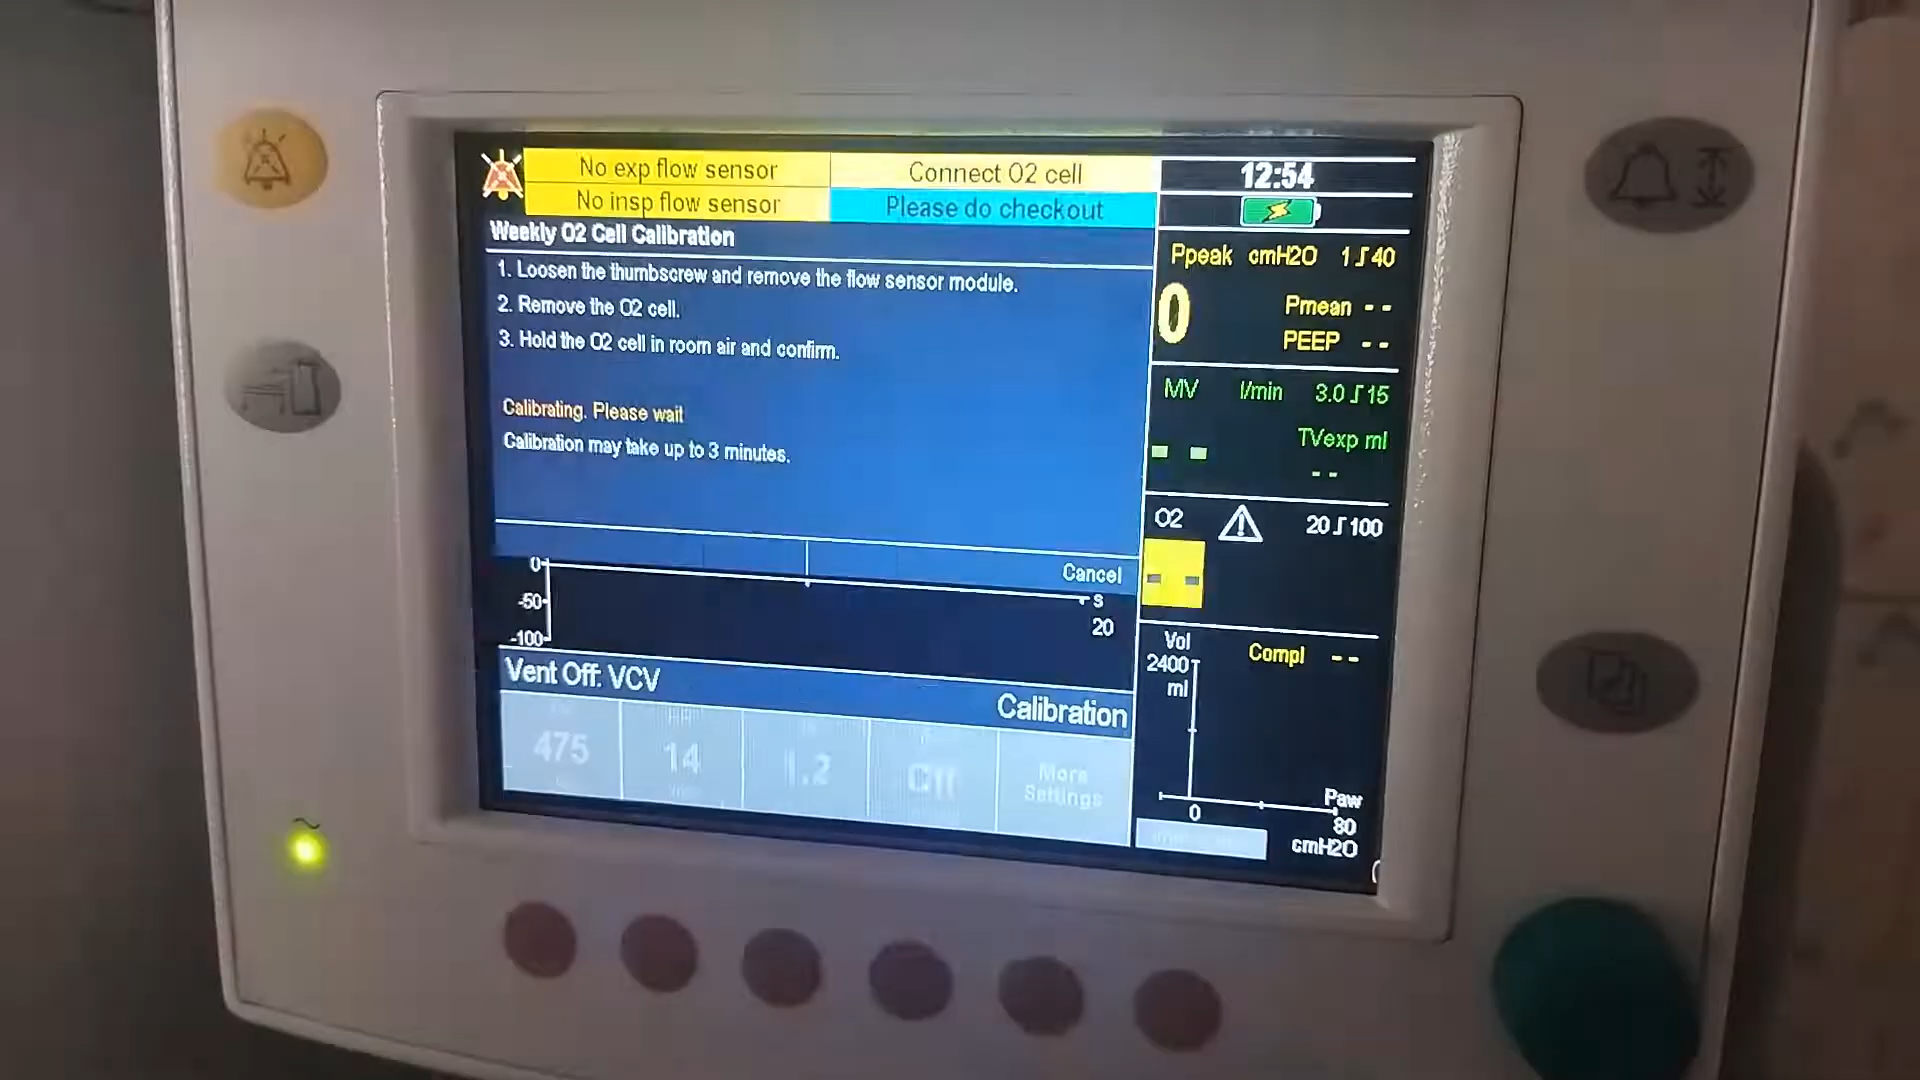 No exp flow sensor
Connect O2 cell
No insp flow sensor
Please do checkout
12:54
Weekly O2 Cell Calibration
1. Loosen the thumbscrew and remove the flow sensor module.
2. Remove the O2 cell.
3. Hold the O2 cell in room air and confirm.
Calibrating. Please wait
Calibration may take up to 3 minutes.
Cancel
0
-50
-100
s
20
Vent Off: VCV
Calibration
475
14
1.2
Off
More
Settings
Ppeak cmH2O 1 40
0
Pmean - -
PEEP - -
MV l/min 3.0 15
- -
TVexp ml
- -
O2
20 100
- -
Vol
2400
ml
Compl - -
Paw
0
80
cmH2O